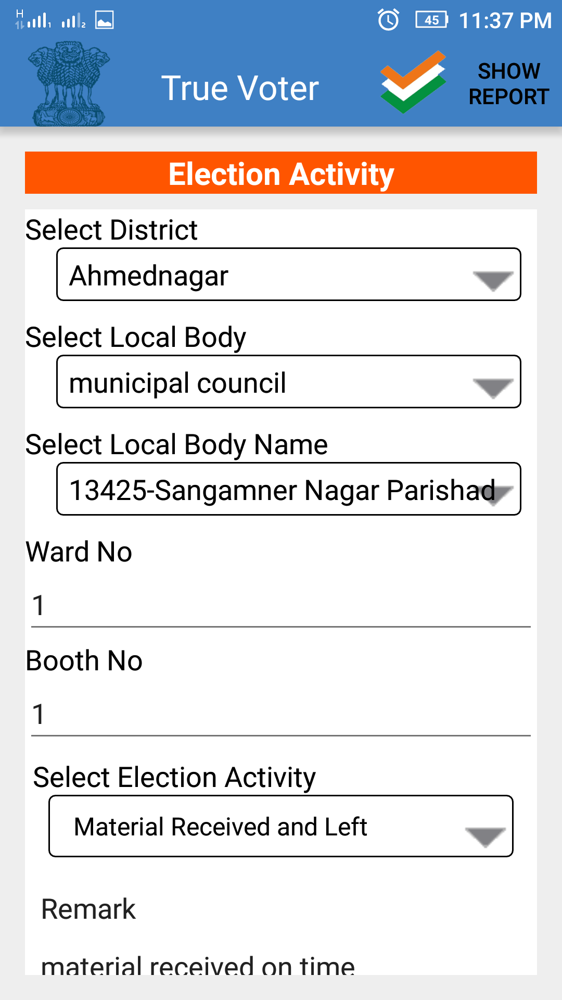 H 1 2 45 11:37 PM
True Voter
SHOW
REPORT
Election Activity
Select District
Ahmednagar
Select Local Body
municipal council
Select Local Body Name
13425-Sangamner Nagar Parishad
Ward No
1
Booth No
1
Select Election Activity
Material Received and Left
Remark
material received on time